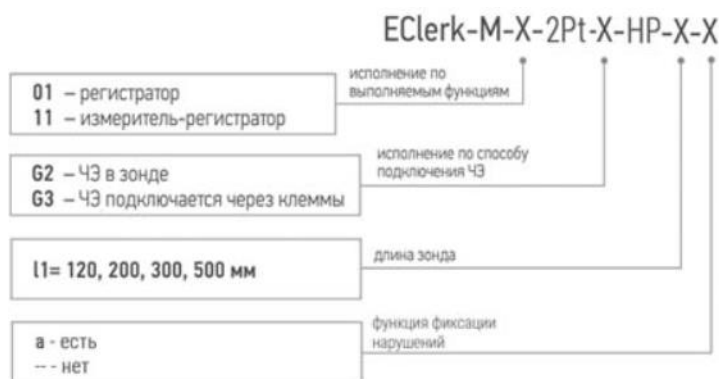 EClerk-M-X-2Pt-X-HP-X-X
исполнение по
выполняемым функциям
01 – регистратор
11 – измеритель-регистратор
исполнение по способу
подключения ЧЭ
G2 – ЧЭ в зонде
G3 – ЧЭ подключается через клеммы
длина зонда
l1= 120, 200, 300, 500 мм
функция фиксации
нарушений
а - есть
-- - нет